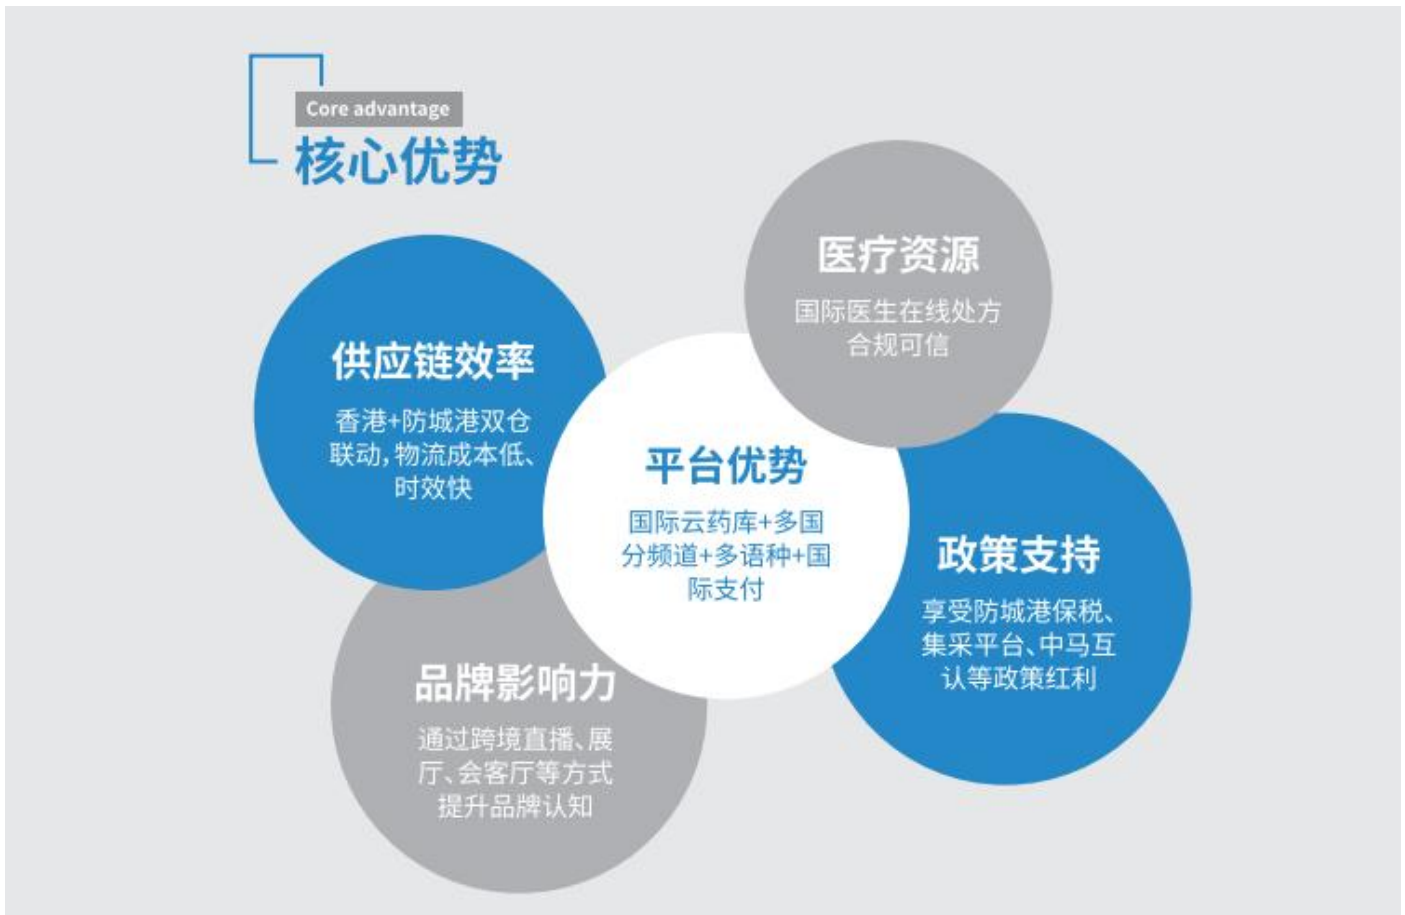 Core advantage
核心优势
医疗资源
国际医生在线处方
合规可信
供应链效率
香港+防城港双仓
联动,物流成本低、
时效快
平台优势
国际云药库+多国
分频道+多语种+国
际支付
政策支持
享受防城港保税、
集采平台、中马互
认等政策红利
品牌影响力
通过跨境直播、展
厅、会客厅等方式
提升品牌认知